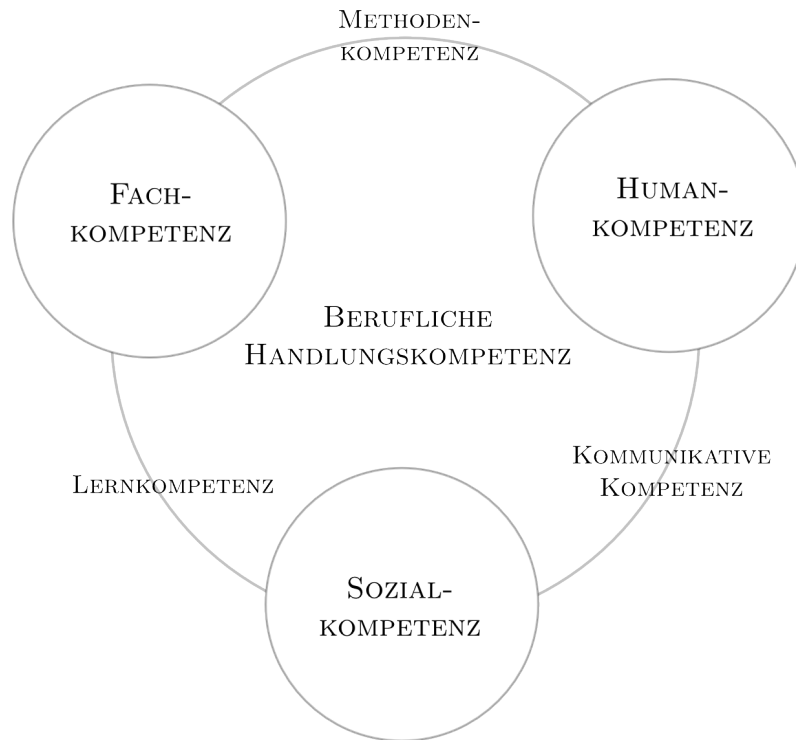 Methoden-
kompetenz
Fach-
kompetenz
Human-
kompetenz
Berufliche
Handlungskompetenz
Lernkompetenz
Kommunikative
Kompetenz
Sozial-
kompetenz